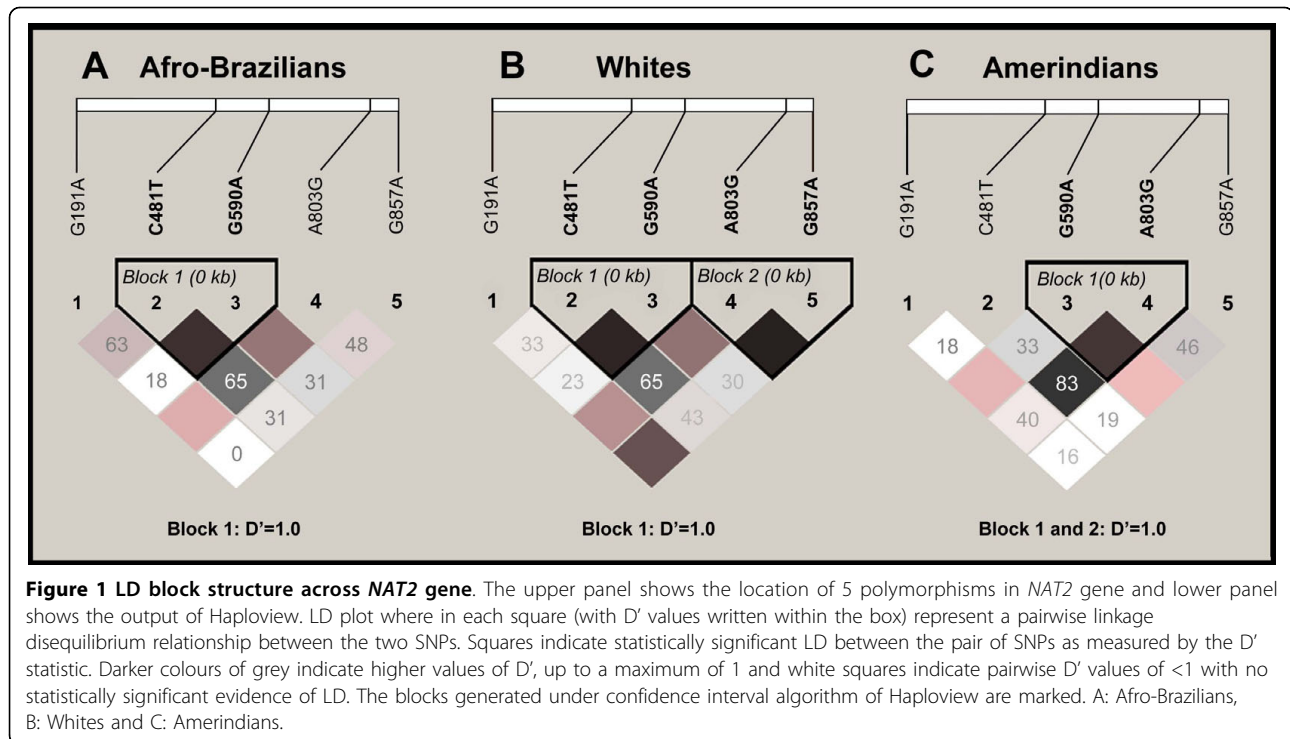 A Afro-Brazilians
B Whites
C Amerindians
G191A C481T G590A A803G G857A
G191A C481T G590A A803G G857A
G191A C481T G590A A803G G857A
Block 1 (0 kb)
Block 1 (0 kb) Block 2 (0 kb)
Block 1(0 kb)
1 2 3 4 5
1 2 3 4 5
1 2 3 4 5
63 48
18 65 31
31
0
33
23 65 30
43
18 33 46
83
40 19
16
Block 1: D'=1.0
Block 1: D'=1.0
Block 1 and 2: D'=1.0
Figure 1 LD block structure across NAT2 gene. The upper panel shows the location of 5 polymorphisms in NAT2 gene and lower panel
shows the output of Haploview. LD plot where in each square (with D' values written within the box) represent a pairwise linkage
disequilibrium relationship between the two SNPs. Squares indicate statistically significant LD between the pair of SNPs as measured by the D'
statistic. Darker colours of grey indicate higher values of D', up to a maximum of 1 and white squares indicate pairwise D' values of <1 with no
statistically significant evidence of LD. The blocks generated under confidence interval algorithm of Haploview are marked. A: Afro-Brazilians,
B: Whites and C: Amerindians.